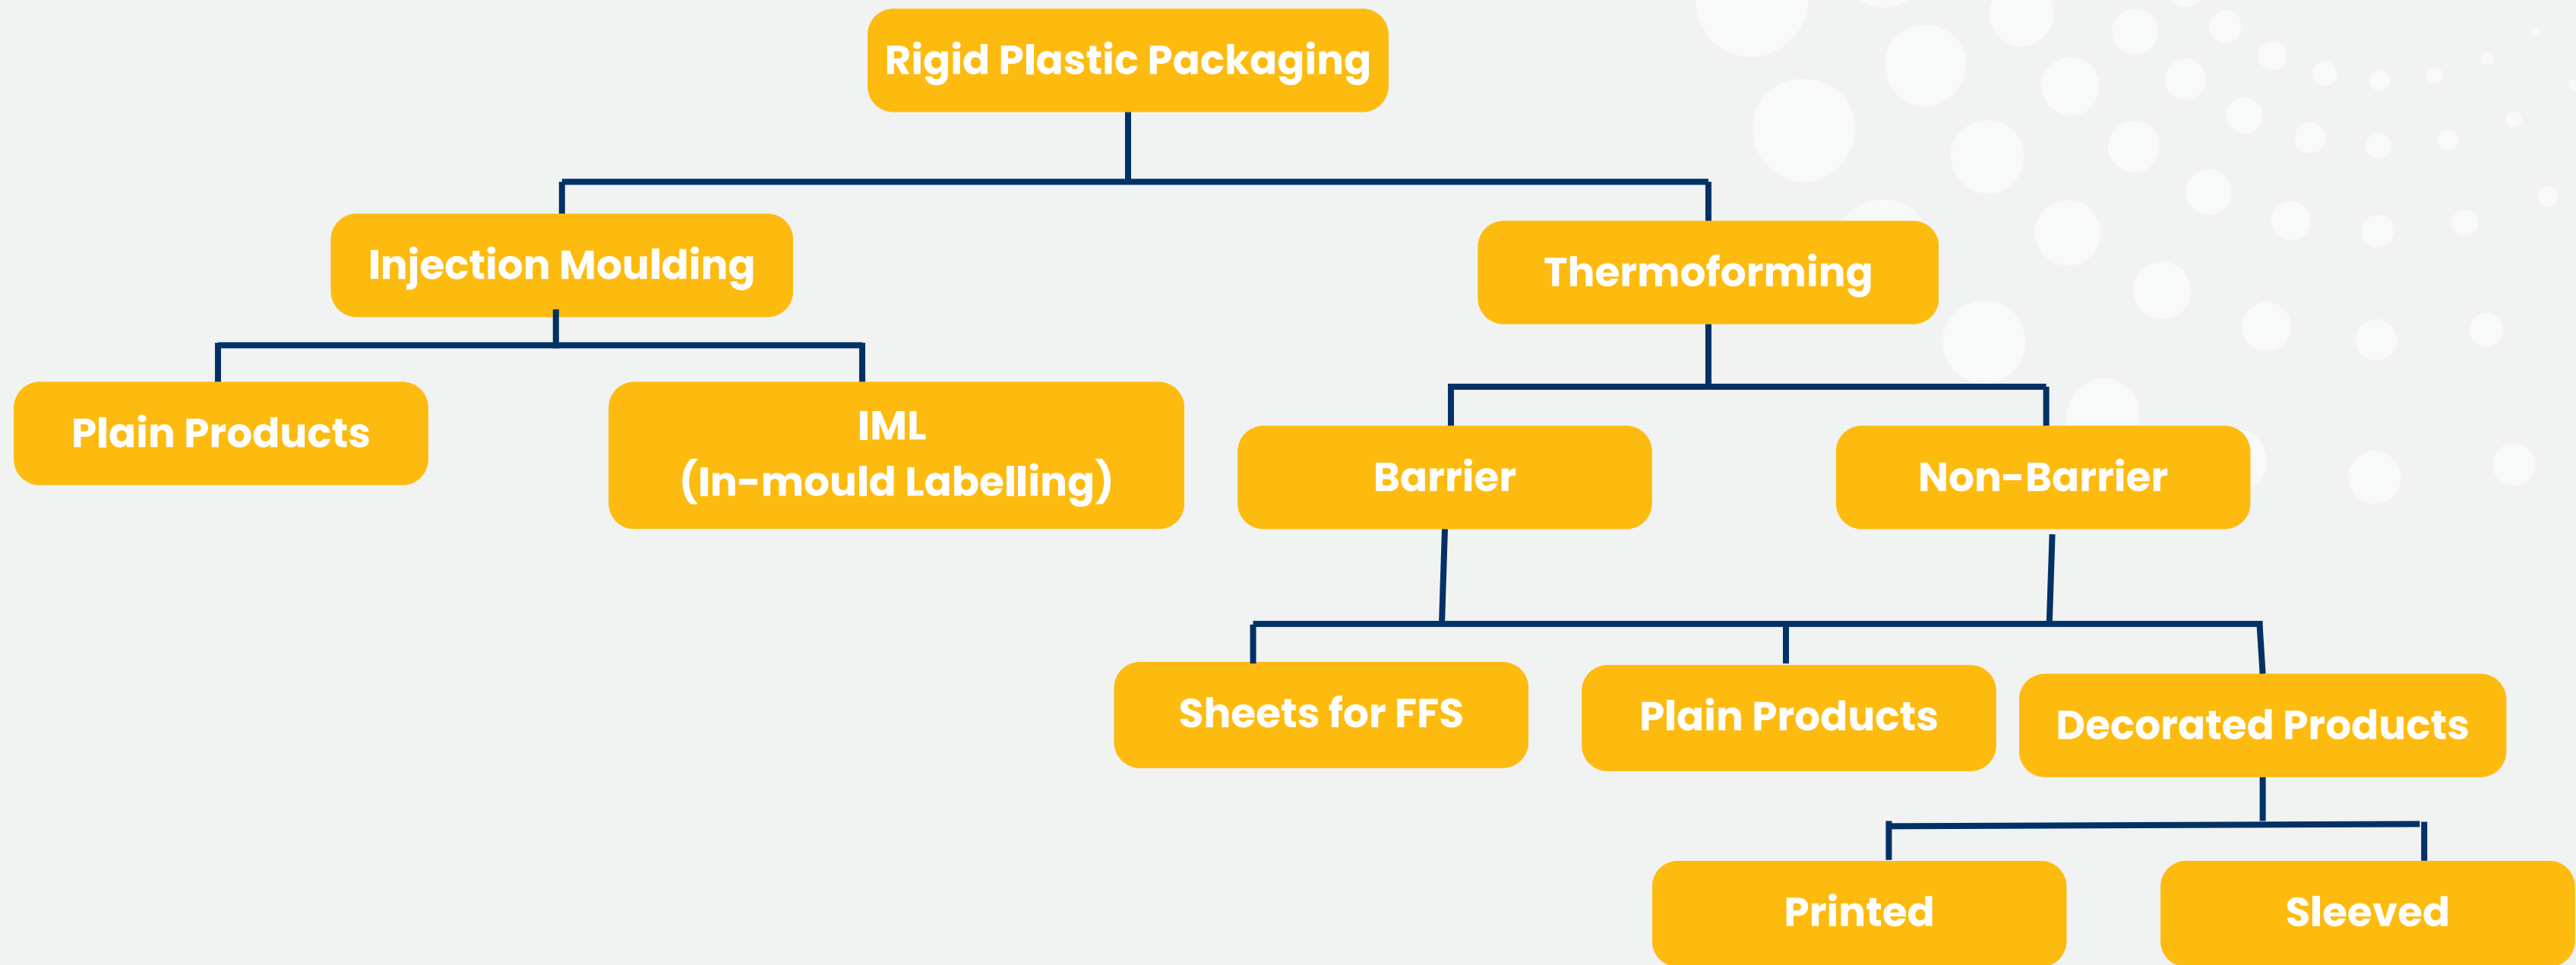 Rigid Plastic Packaging
Injection Moulding
Thermoforming
Plain Products
IML
(In-mould Labelling)
Barrier
Non-Barrier
Sheets for FFS
Plain Products
Decorated Products
Printed
Sleeved